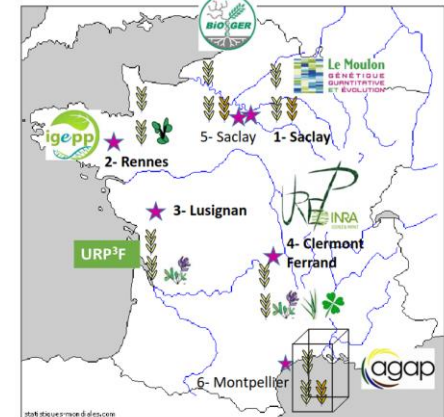 BIOGER
Le Moulon
GÉNÉTIQUE
QUANTITATIVE
ET ÉVOLUTION
igepp
5- Saclay
1- Saclay
2- Rennes
3- Lusignan
INRA
URP³F
4- Clermont
Ferrand
agap
6- Montpellier
statistiques-mondiales.com